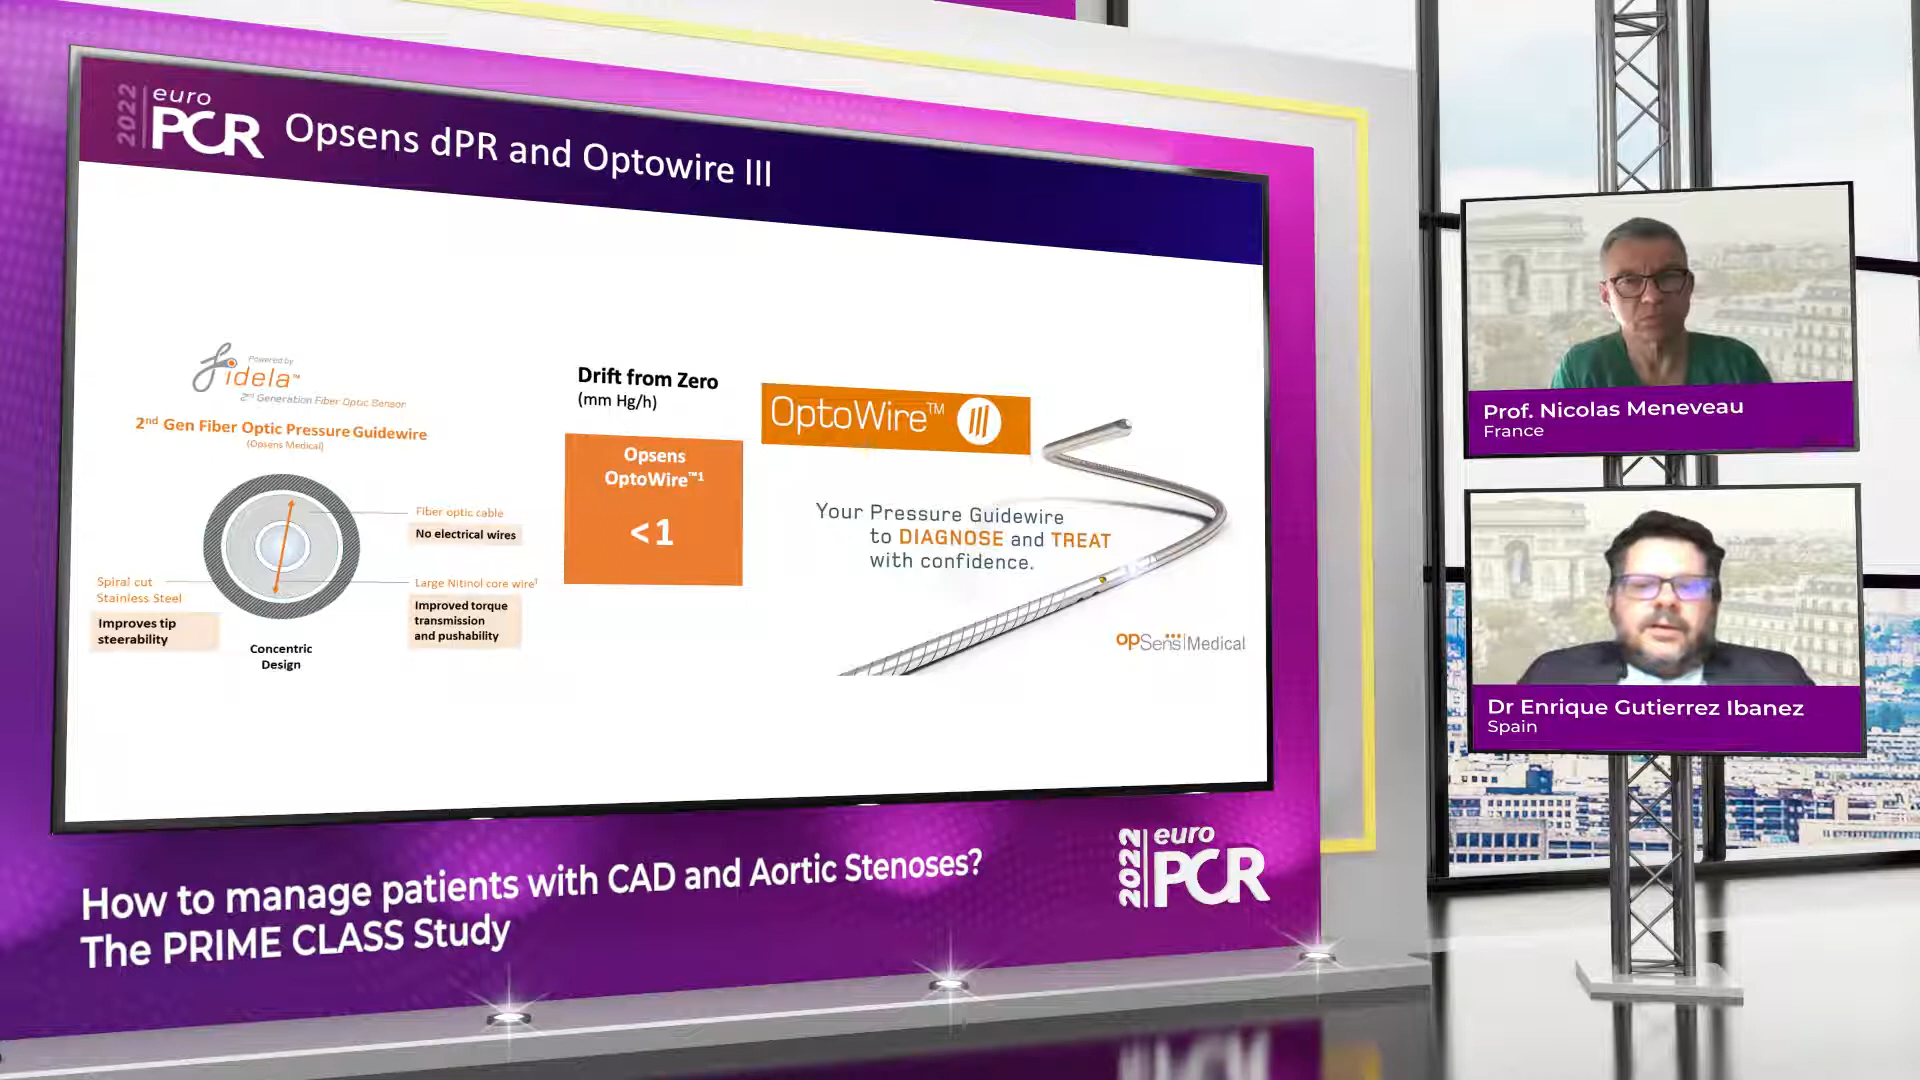 2022
euro
PCR
Opsens dPR and Optowire III
Powered by
Fidela™
2nd Generation Fiber Optic Sensor
2nd Gen Fiber Optic Pressure Guidewire
(Opsens Medical)
Fiber optic cable
No electrical wires
Spiral cut
Stainless Steel
Improves tip
steerability
Large Nitinol core wire¹
Improved torque
transmission
and pushability
Concentric
Design
Drift from Zero
(mm Hg/h)
Opsens
OptoWire™¹
<1
OptoWire™ III
Your Pressure Guidewire
to DIAGNOSE and TREAT
with confidence.
opSens|Medical
Prof. Nicolas Meneveau
France
Dr Enrique Gutierrez Ibanez
Spain
How to manage patients with CAD and Aortic Stenoses?
The PRIME CLASS Study
2022
euro
PCR